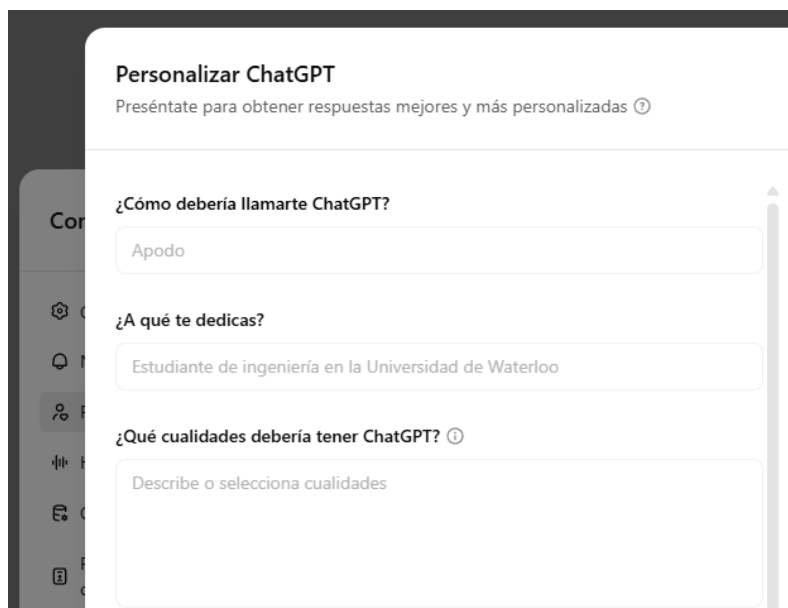 Personalizar ChatGPT
Preséntate para obtener respuestas mejores y más personalizadas
¿Cómo debería llamarte ChatGPT?
Apodo
¿A qué te dedicas?
Estudiante de ingeniería en la Universidad de Waterloo
¿Qué cualidades debería tener ChatGPT?
Describe o selecciona cualidades